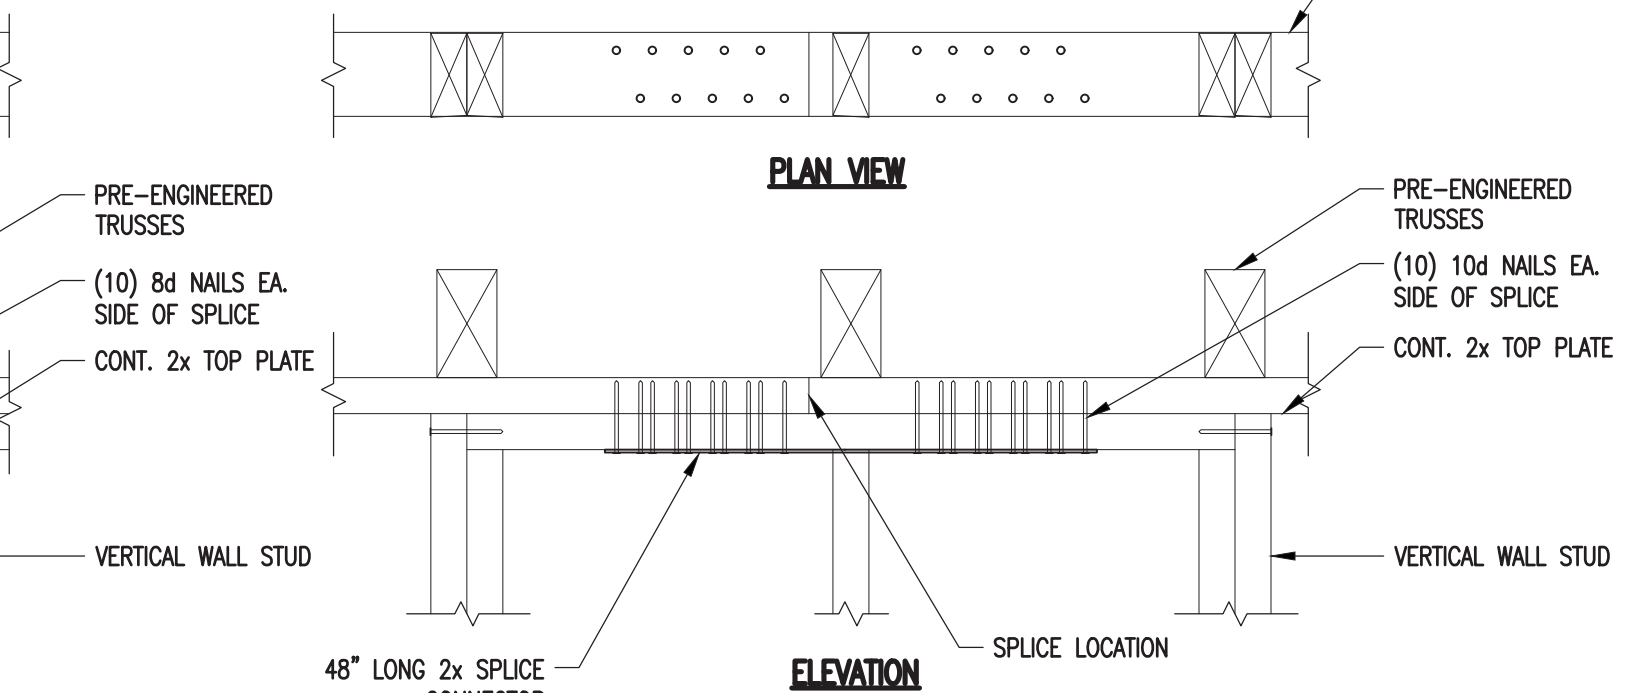 PLAN VIEW
PRE-ENGINEERED
TRUSSES
(10) 8d NAILS EA.
SIDE OF SPLICE
CONT. 2x TOP PLATE
VERTICAL WALL STUD
PRE-ENGINEERED
TRUSSES
(10) 10d NAILS EA.
SIDE OF SPLICE
CONT. 2x TOP PLATE
VERTICAL WALL STUD
SPLICE LOCATION
48" LONG 2x SPLICE
CONNECTOR
ELEVATION